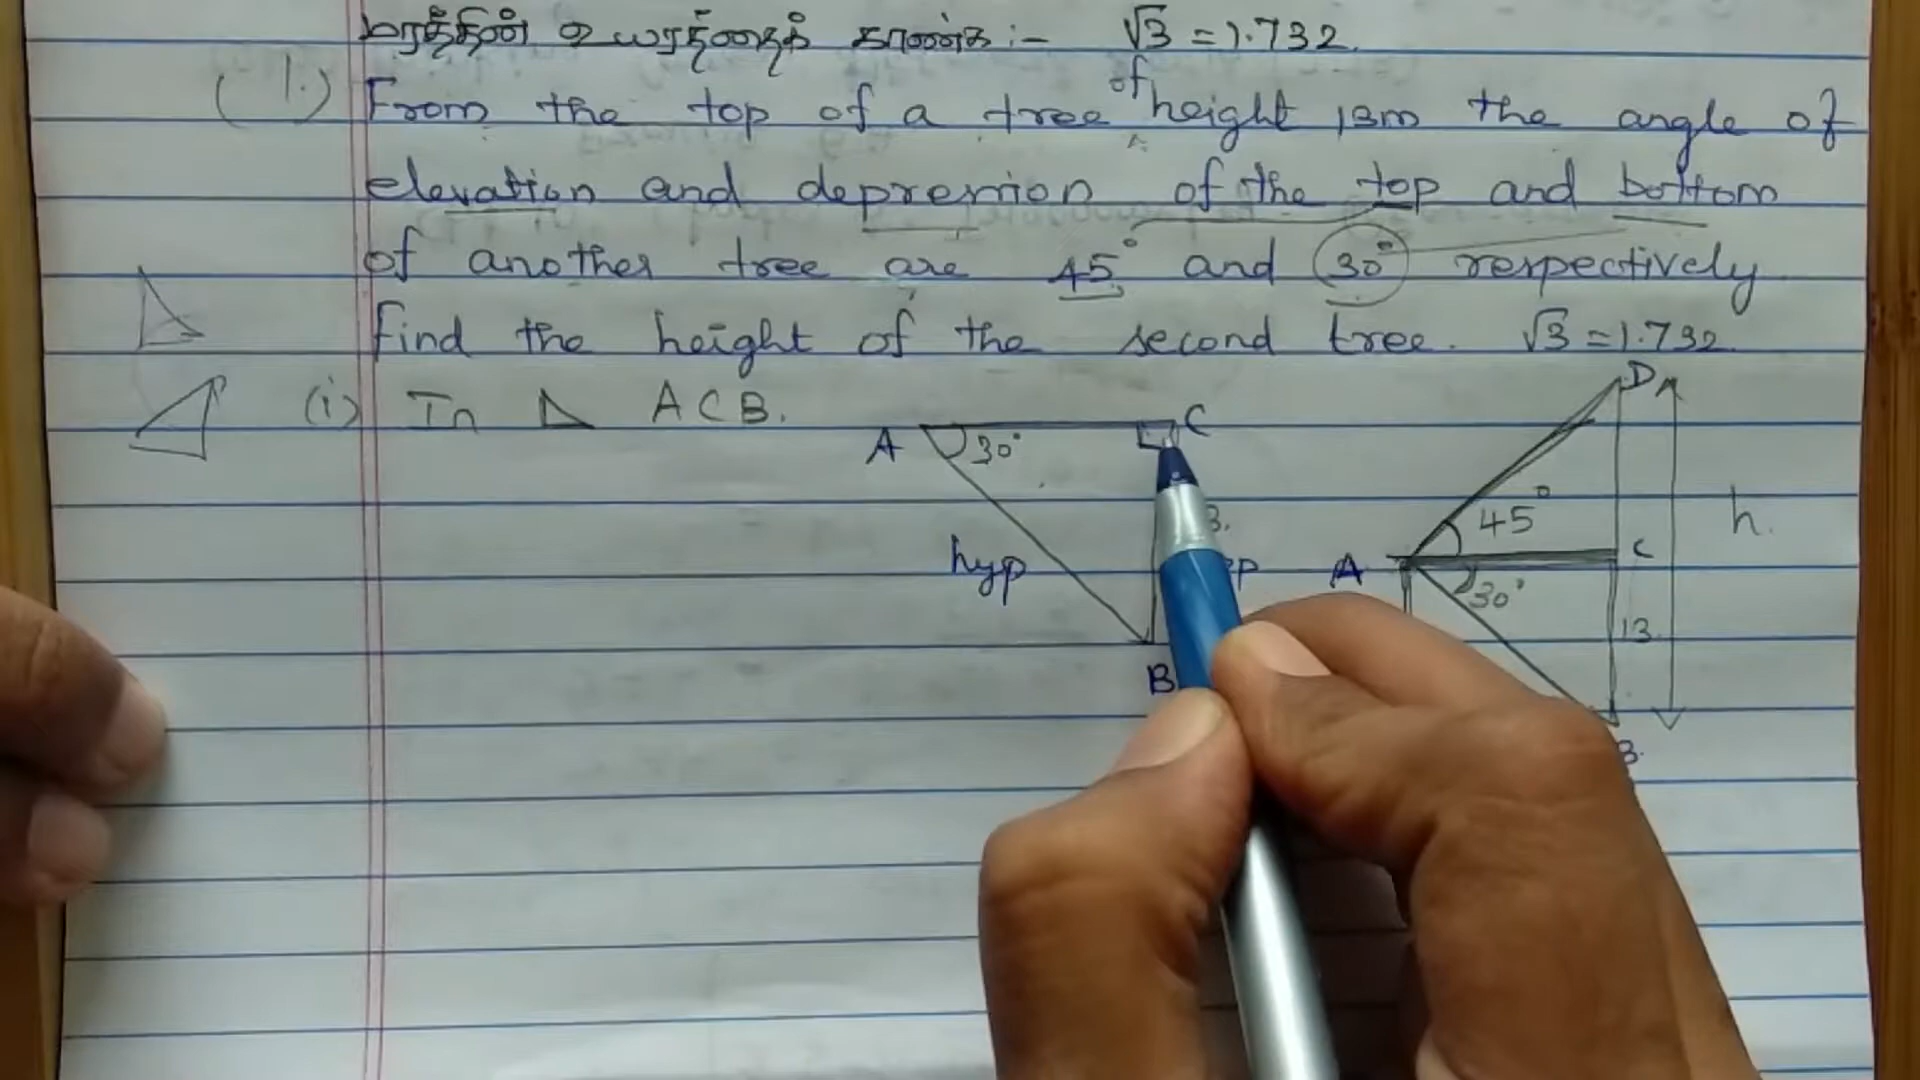 மரத்தின் உயரத்தைக் காண்க :- √3 = 1.732.
(1.) From the top of a tree of height 13m the angle of
elevation and depression of the top and bottom
of another tree are 45° and 30° respectively
find the height of the second tree. √3 = 1.732
(i) In ◺ ACB.
A 30° C
hyp
B
D
45° h.
A C
30°
13
B.